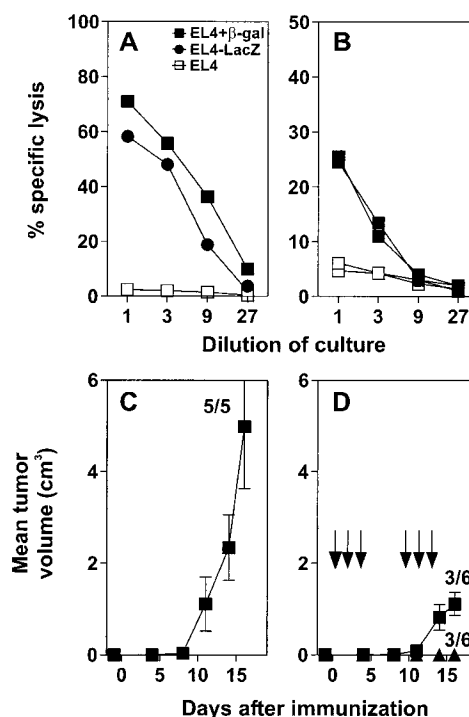 A
B
EL4+β-gal
EL4-LacZ
EL4
% specific lysis
100
80
60
40
20
0
50
40
30
20
10
0
1 3 9 27
1 3 9 27
Dilution of culture
C
D
5/5
3/6
3/6
Mean tumor
volume (cm³)
6
4
2
0
6
4
2
0
0 5 10 15
0 5 10 15
Days after immunization